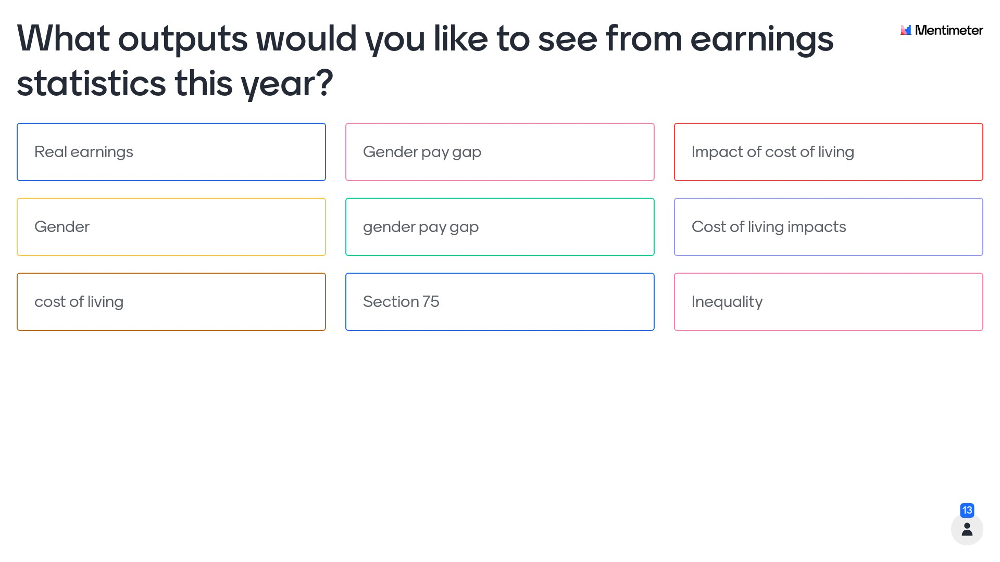 What outputs would you like to see from earnings
statistics this year?
Mentimeter
Real earnings
Gender pay gap
Impact of cost of living
Gender
gender pay gap
Cost of living impacts
cost of living
Section 75
Inequality
13